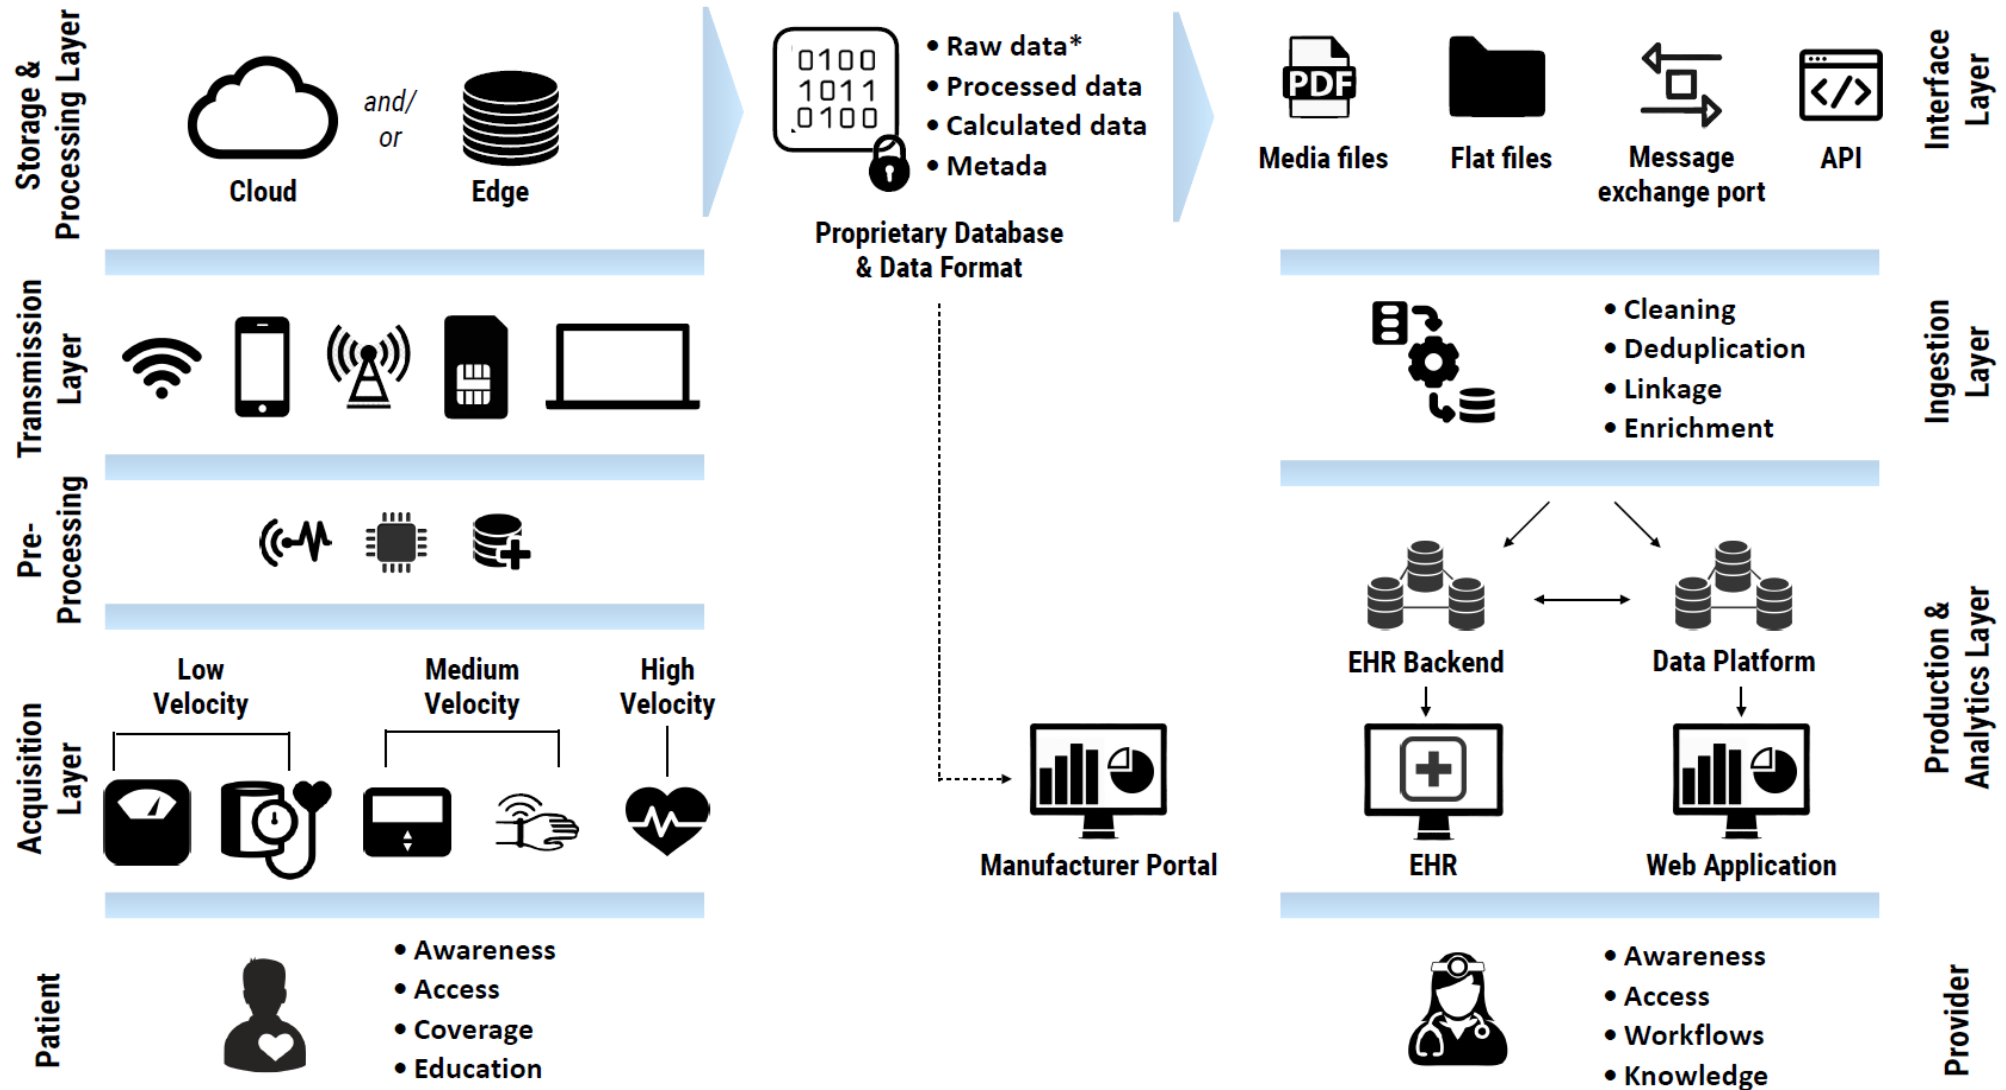 Storage &
Processing Layer
Cloud
and/
or
Edge
0100
1011
0100
• Raw data*
• Processed data
• Calculated data
• Metada
Proprietary Database
& Data Format
PDF
Media files
Flat files
Message
exchange port
</>
API
Interface
Layer
Transmission
Layer
• Cleaning
• Deduplication
• Linkage
• Enrichment
Ingestion
Layer
Pre-
Processing
EHR Backend
Data Platform
Production &
Analytics Layer
Acquisition
Layer
Low
Velocity
Medium
Velocity
High
Velocity
Manufacturer Portal
EHR
Web Application
Patient
• Awareness
• Access
• Coverage
• Education
• Awareness
• Access
• Workflows
• Knowledge
Provider